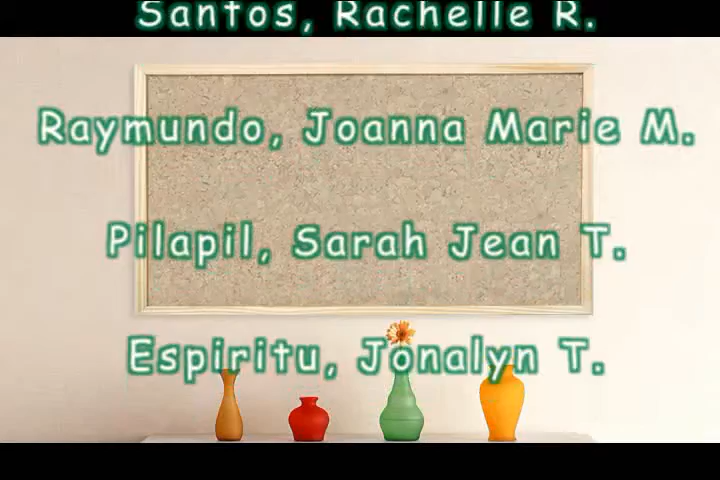 Santos, Rachelle R.
Raymundo, Joanna Marie M.
Pilapil, Sarah Jean T.
Espiritu, Jonalyn T.